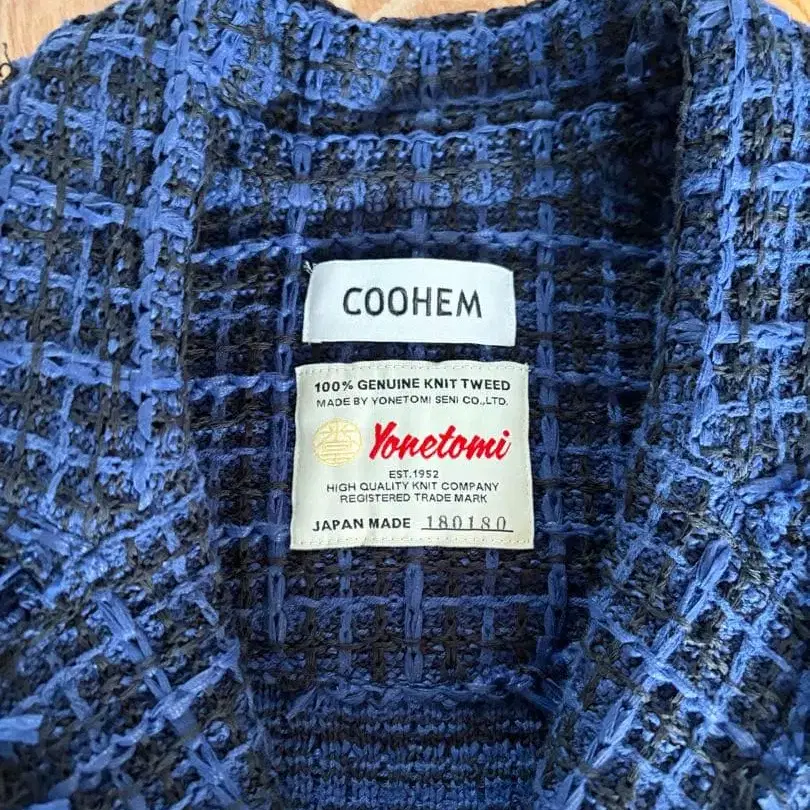 COOHEM
100% GENUINE KNIT TWEED
MADE BY YONETOMI SENI CO.,LTD.
Yonetomi
EST.1952
HIGH QUALITY KNIT COMPANY
REGISTERED TRADE MARK
JAPAN MADE 180180